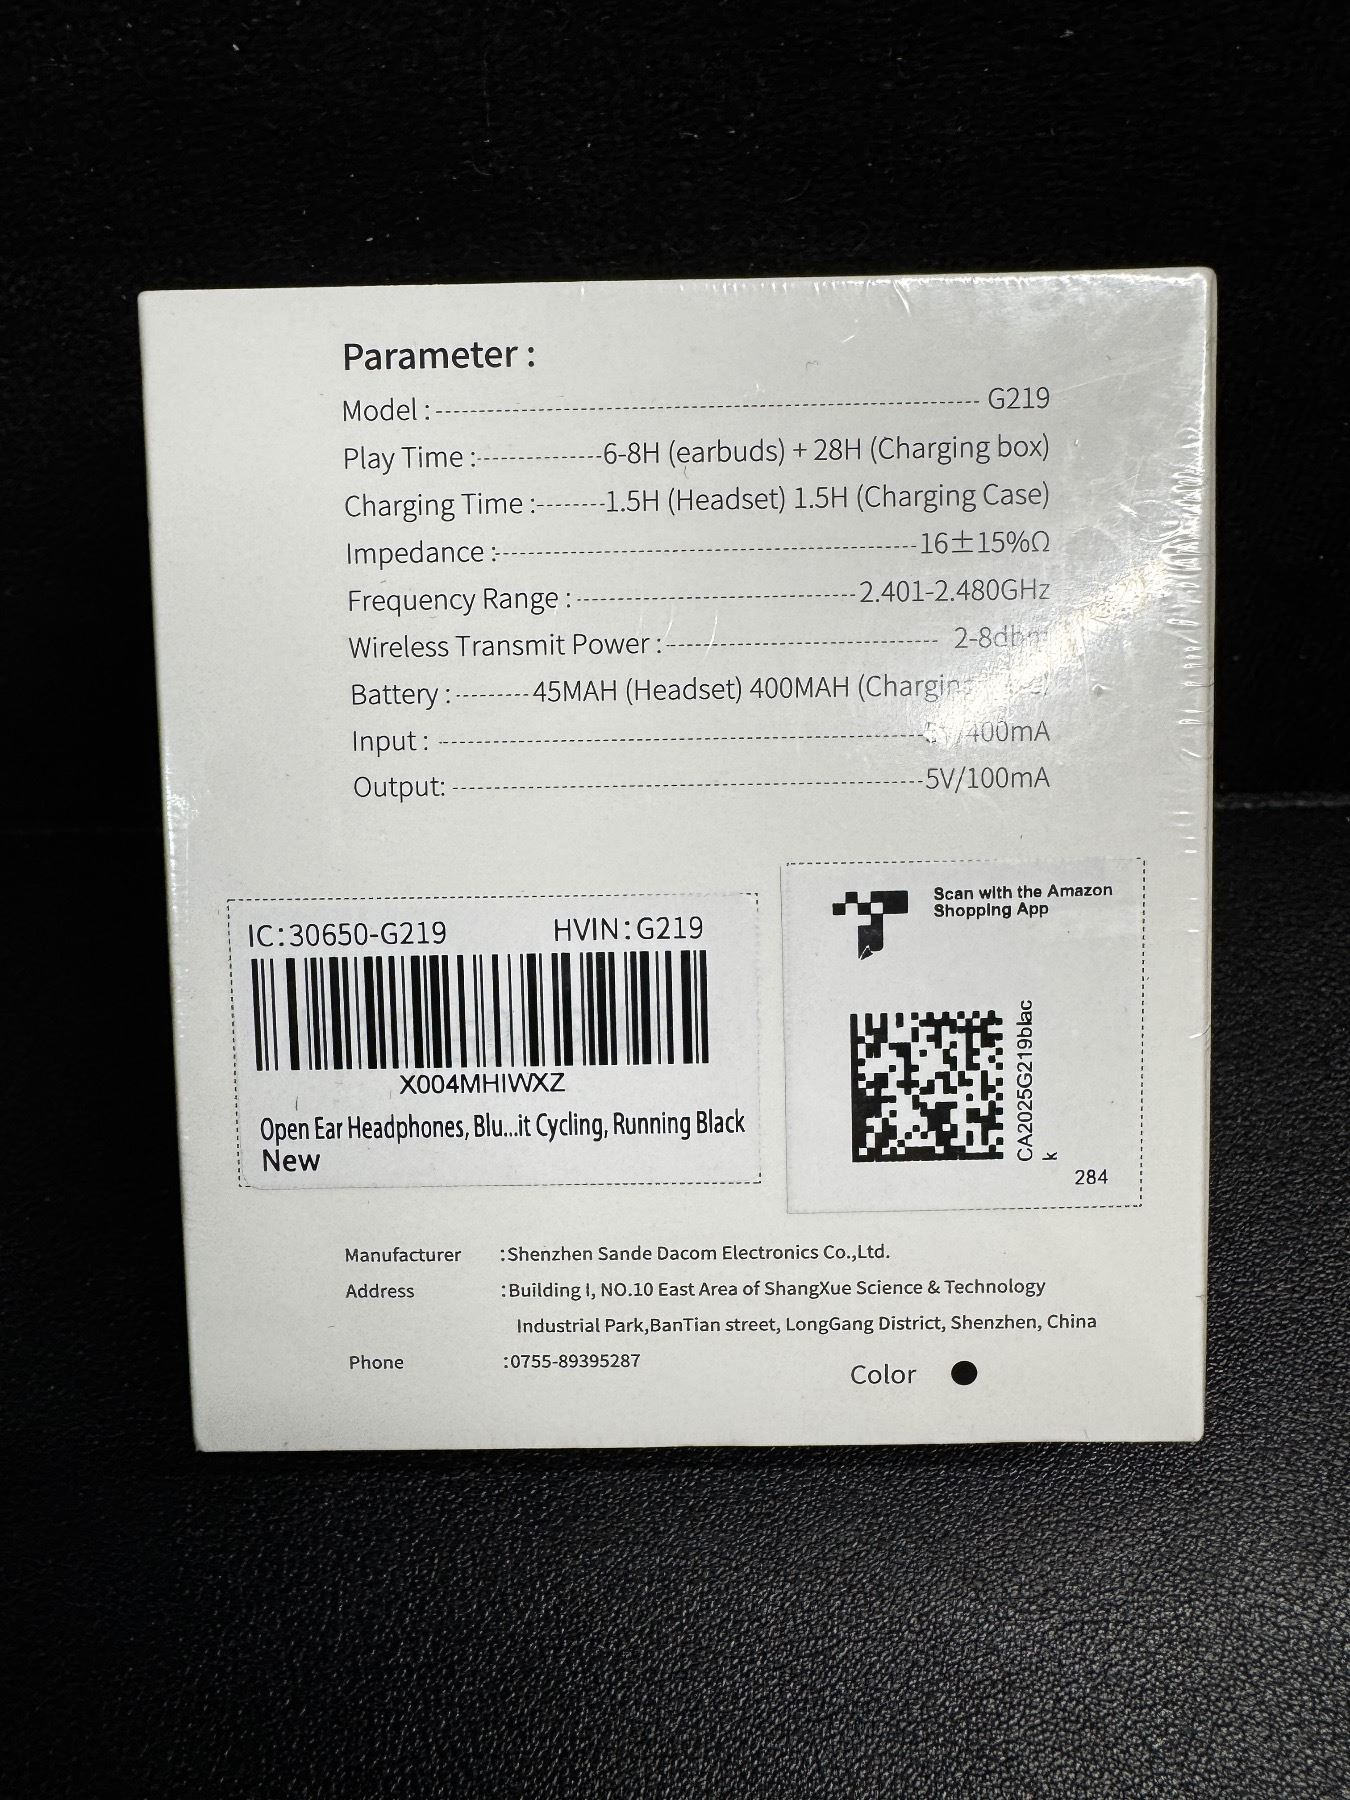 Parameter :
Model : G219
Play Time : 6-8H (earbuds) + 28H (Charging box)
Charging Time : 1.5H (Headset) 1.5H (Charging Case)
Impedance : 16±15%Ω
Frequency Range : 2.401-2.480GHz
Wireless Transmit Power : 2-8dbm
Battery : 45MAH (Headset) 400MAH (Charging
Input : /400mA
Output: 5V/100mA
IC:30650-G219 HVIN:G219
X004MHIWXZ
Open Ear Headphones, Blu...it Cycling, Running Black
New
Scan with the Amazon
Shopping App
CA2025G219blac
k
284
Manufacturer :Shenzhen Sande Dacom Electronics Co.,Ltd.
Address :Building I, NO.10 East Area of ShangXue Science & Technology
Industrial Park,BanTian street, LongGang District, Shenzhen, China
Phone :0755-89395287
Color